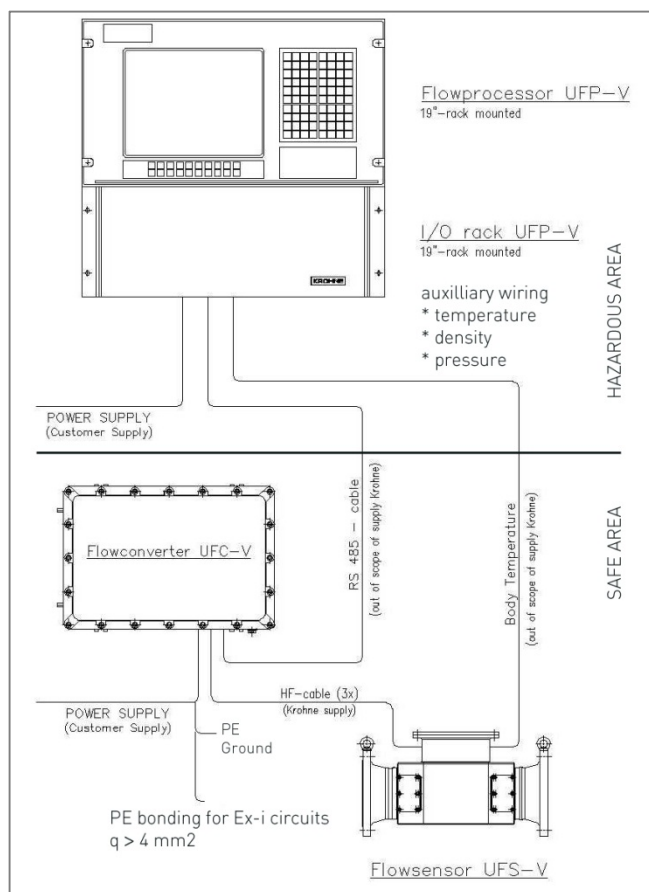 Flowprocessor UFP-V
19"-rack mounted
I/O rack UFP-V
19"-rack mounted
KROHNE
auxilliary wiring
* temperature
* density
* pressure
HAZARDOUS AREA
POWER SUPPLY
(Customer Supply)
SAFE AREA
Flowconverter UFC-V
RS 485 - cable
(out of scope of supply Krohne)
Body Temperature
(out of scope of supply Krohne)
HF-cable (3x)
(Krohne supply)
POWER SUPPLY
(Customer Supply)
PE
Ground
PE bonding for Ex-i circuits
q > 4 mm2
Flowsensor UFS-V